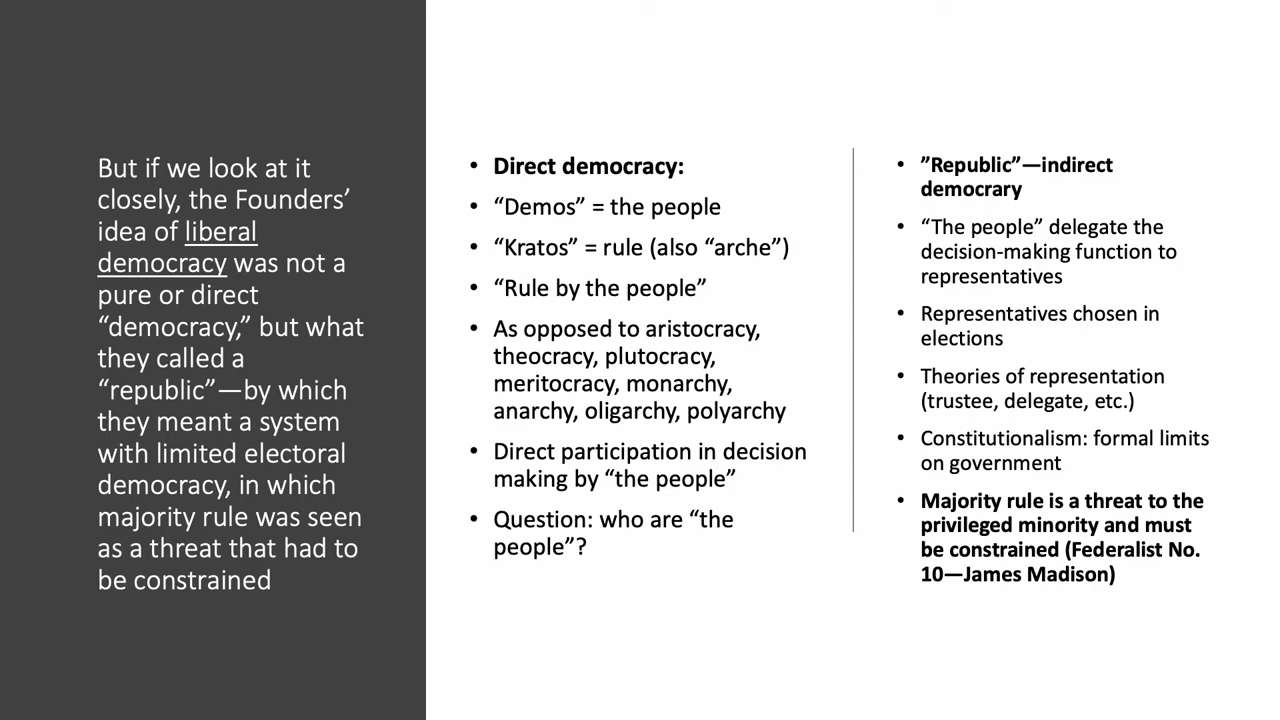 But if we look at it
closely, the Founders’
idea of liberal
democracy was not a
pure or direct
“democracy,” but what
they called a
“republic”—by which
they meant a system
with limited electoral
democracy, in which
majority rule was seen
as a threat that had to
be constrained
• Direct democracy:
• “Demos” = the people
• “Kratos” = rule (also “arche”)
• “Rule by the people”
• As opposed to aristocracy,
theocracy, plutocracy,
meritocracy, monarchy,
anarchy, oligarchy, polyarchy
• Direct participation in decision
making by “the people”
• Question: who are “the
people”?
• ”Republic”—indirect
democrary
• “The people” delegate the
decision-making function to
representatives
• Representatives chosen in
elections
• Theories of representation
(trustee, delegate, etc.)
• Constitutionalism: formal limits
on government
• Majority rule is a threat to the
privileged minority and must
be constrained (Federalist No.
10—James Madison)